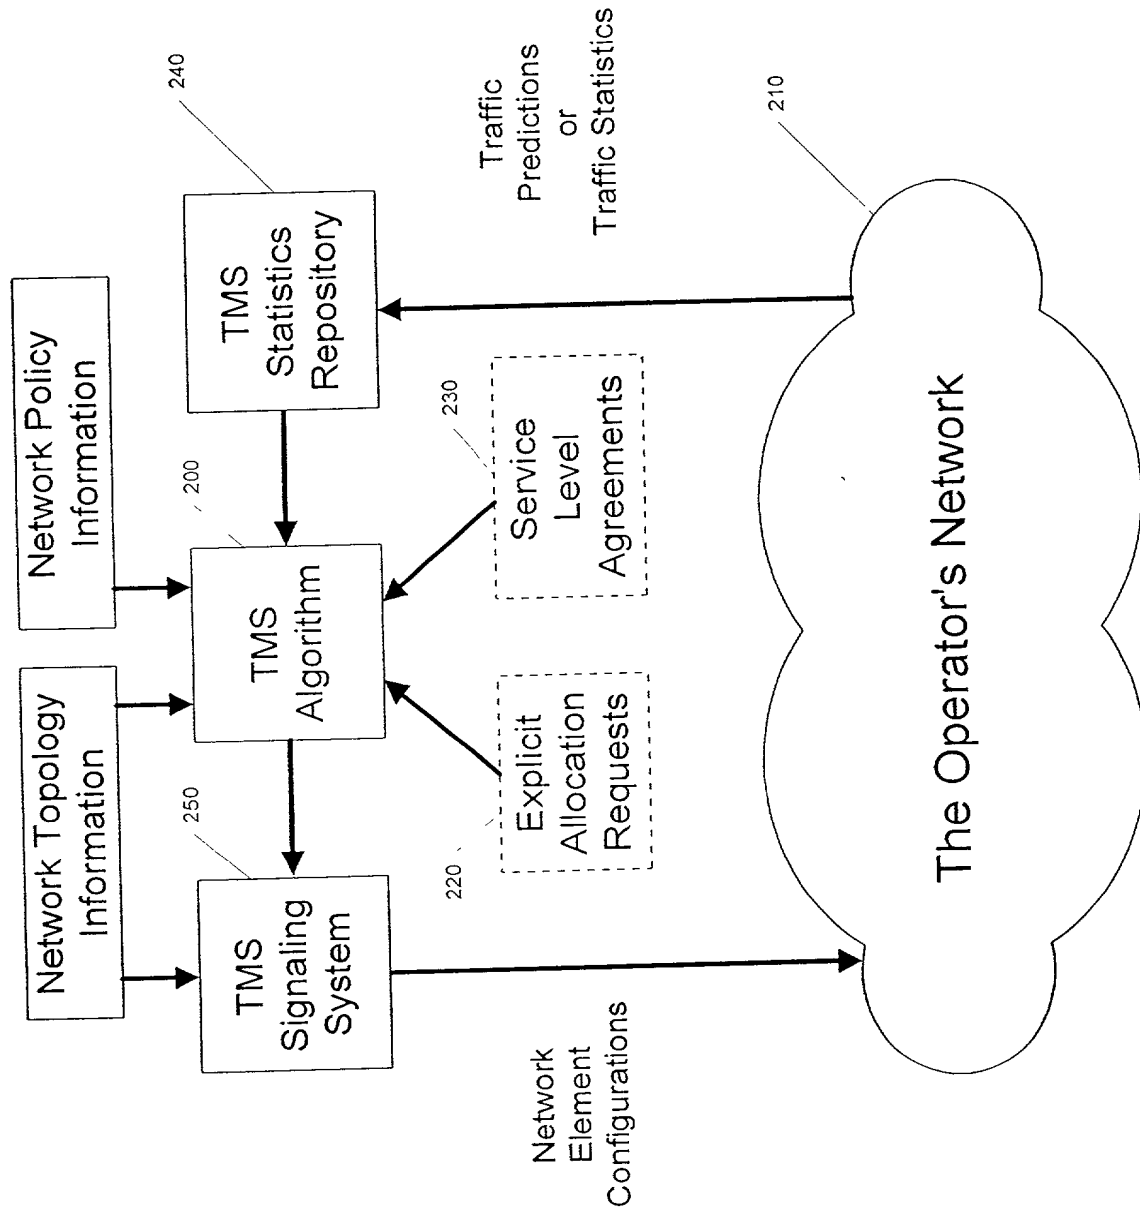 Network Topology
Information
Network Policy
Information
250
200
240
TMS
Signaling
System
TMS
Algorithm
TMS
Statistics
Repository
220
230
Network
Element
Configurations
Explicit
Allocation
Requests
Service
Level
Agreements
Traffic
Predictions
or
Traffic Statistics
210
The Operator's Network